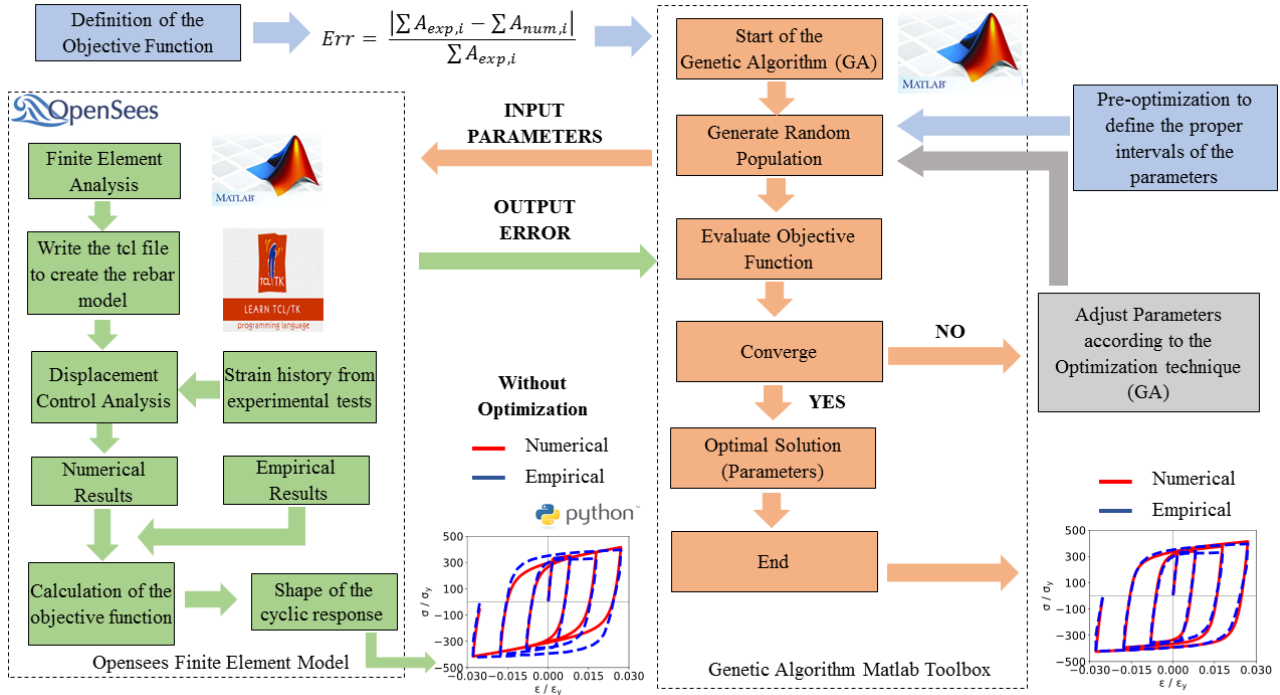 Definition of the
Objective Function
Err = |∑ A_exp,i − ∑ A_num,i| / ∑ A_exp,i
Start of the
Genetic Algorithm (GA)
MATLAB
OpenSees
Finite Element
Analysis
MATLAB
Write the tcl file
to create the rebar
model
TCL/TK
LEARN TCL/TK
programming language
Displacement
Control Analysis
Strain history from
experimental tests
Numerical
Results
Empirical
Results
Calculation of the
objective function
Shape of the
cyclic response
Opensees Finite Element Model
INPUT
PARAMETERS
OUTPUT
ERROR
Without
Optimization
Numerical
Empirical
python™
500
300
100
−100
−300
−500
σ / σy
−0.030
−0.015
0.000
0.015
0.030
ε / εy
Generate Random
Population
Evaluate Objective
Function
Converge
NO
YES
Optimal Solution
(Parameters)
End
Genetic Algorithm Matlab Toolbox
Pre-optimization to
define the proper
intervals of the
parameters
Adjust Parameters
according to the
Optimization technique
(GA)
Numerical
Empirical
500
300
100
−100
−300
−500
σ / σy
−0.030
−0.015
0.000
0.015
0.030
ε / εy